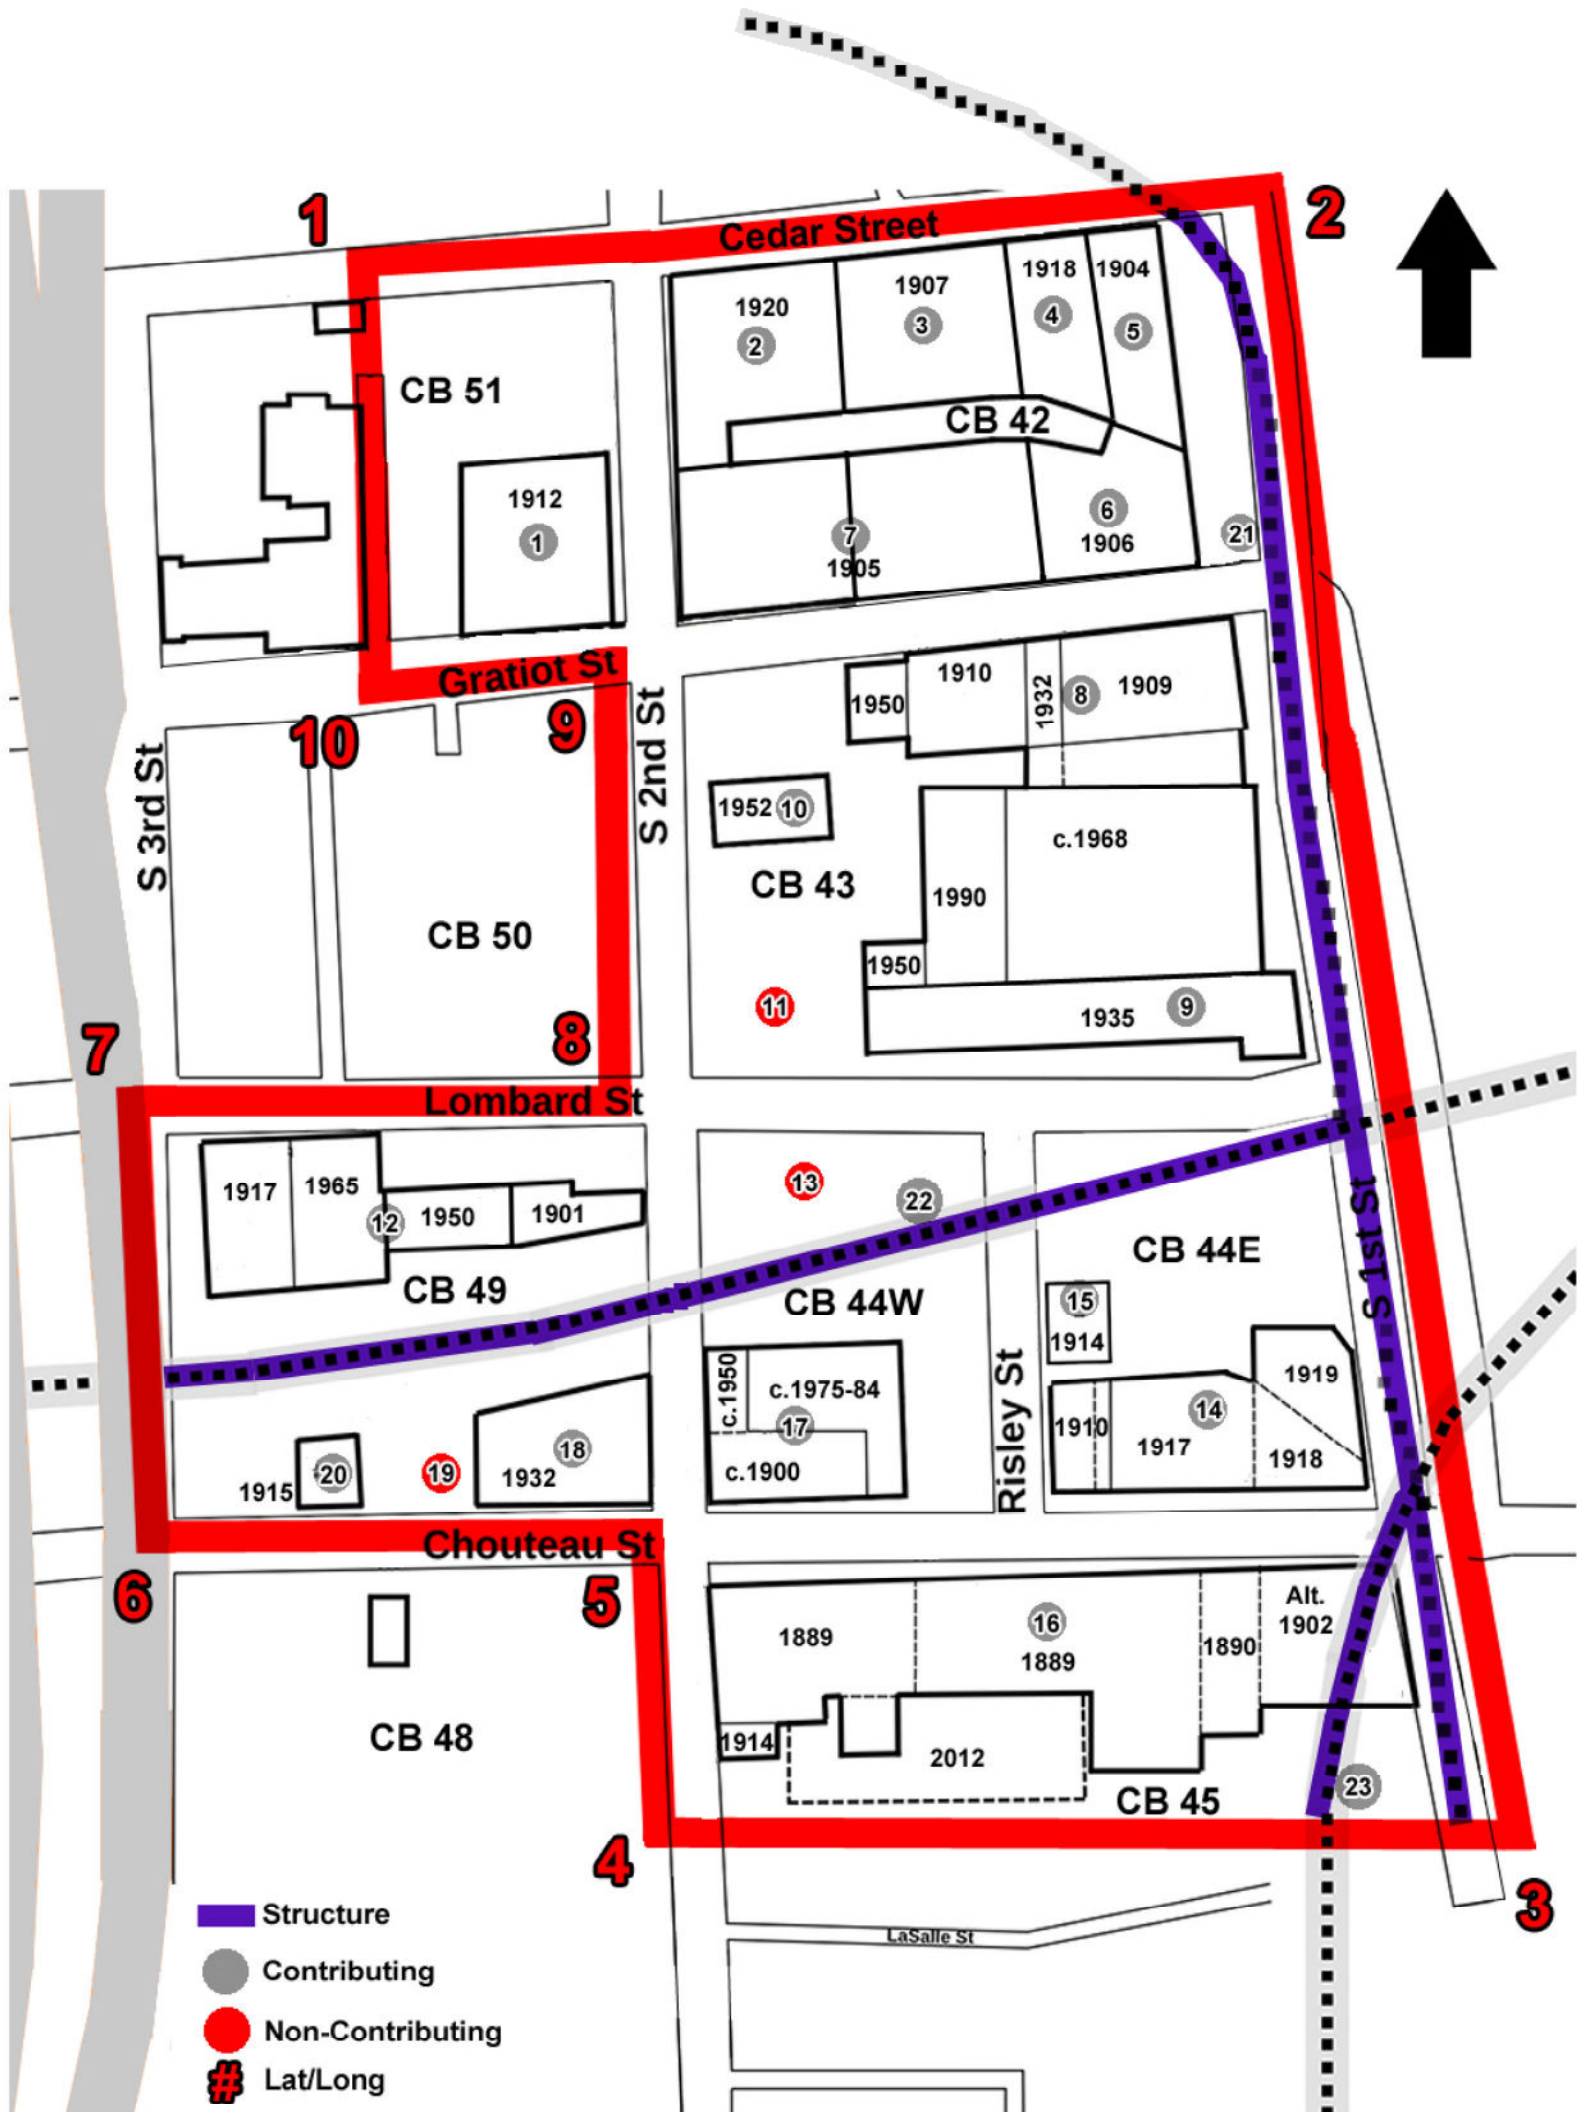 1
2
Cedar Street
1920
2
1907
3
1918
4
1904
5
CB 51
CB 42
1912
1
7
1905
6
1906
21
Gratiot St
10
9
S 3rd St
S 2nd St
1950
1910
1932
8
1909
1952
10
c.1968
CB 43
1990
CB 50
1950
11
1935
9
7
8
Lombard St
1917
1965
12
1950
1901
13
22
S 1st St
CB 49
CB 44W
CB 44E
15
1914
c.1950
c.1975-84
17
c.1900
Risley St
1910
1917
14
1919
1918
1915
20
19
1932
18
Chouteau St
6
5
1889
16
1889
1890
Alt.
1902
CB 48
1914
2012
CB 45
23
4
3
LaSalle St
Structure
Contributing
Non-Contributing
# Lat/Long